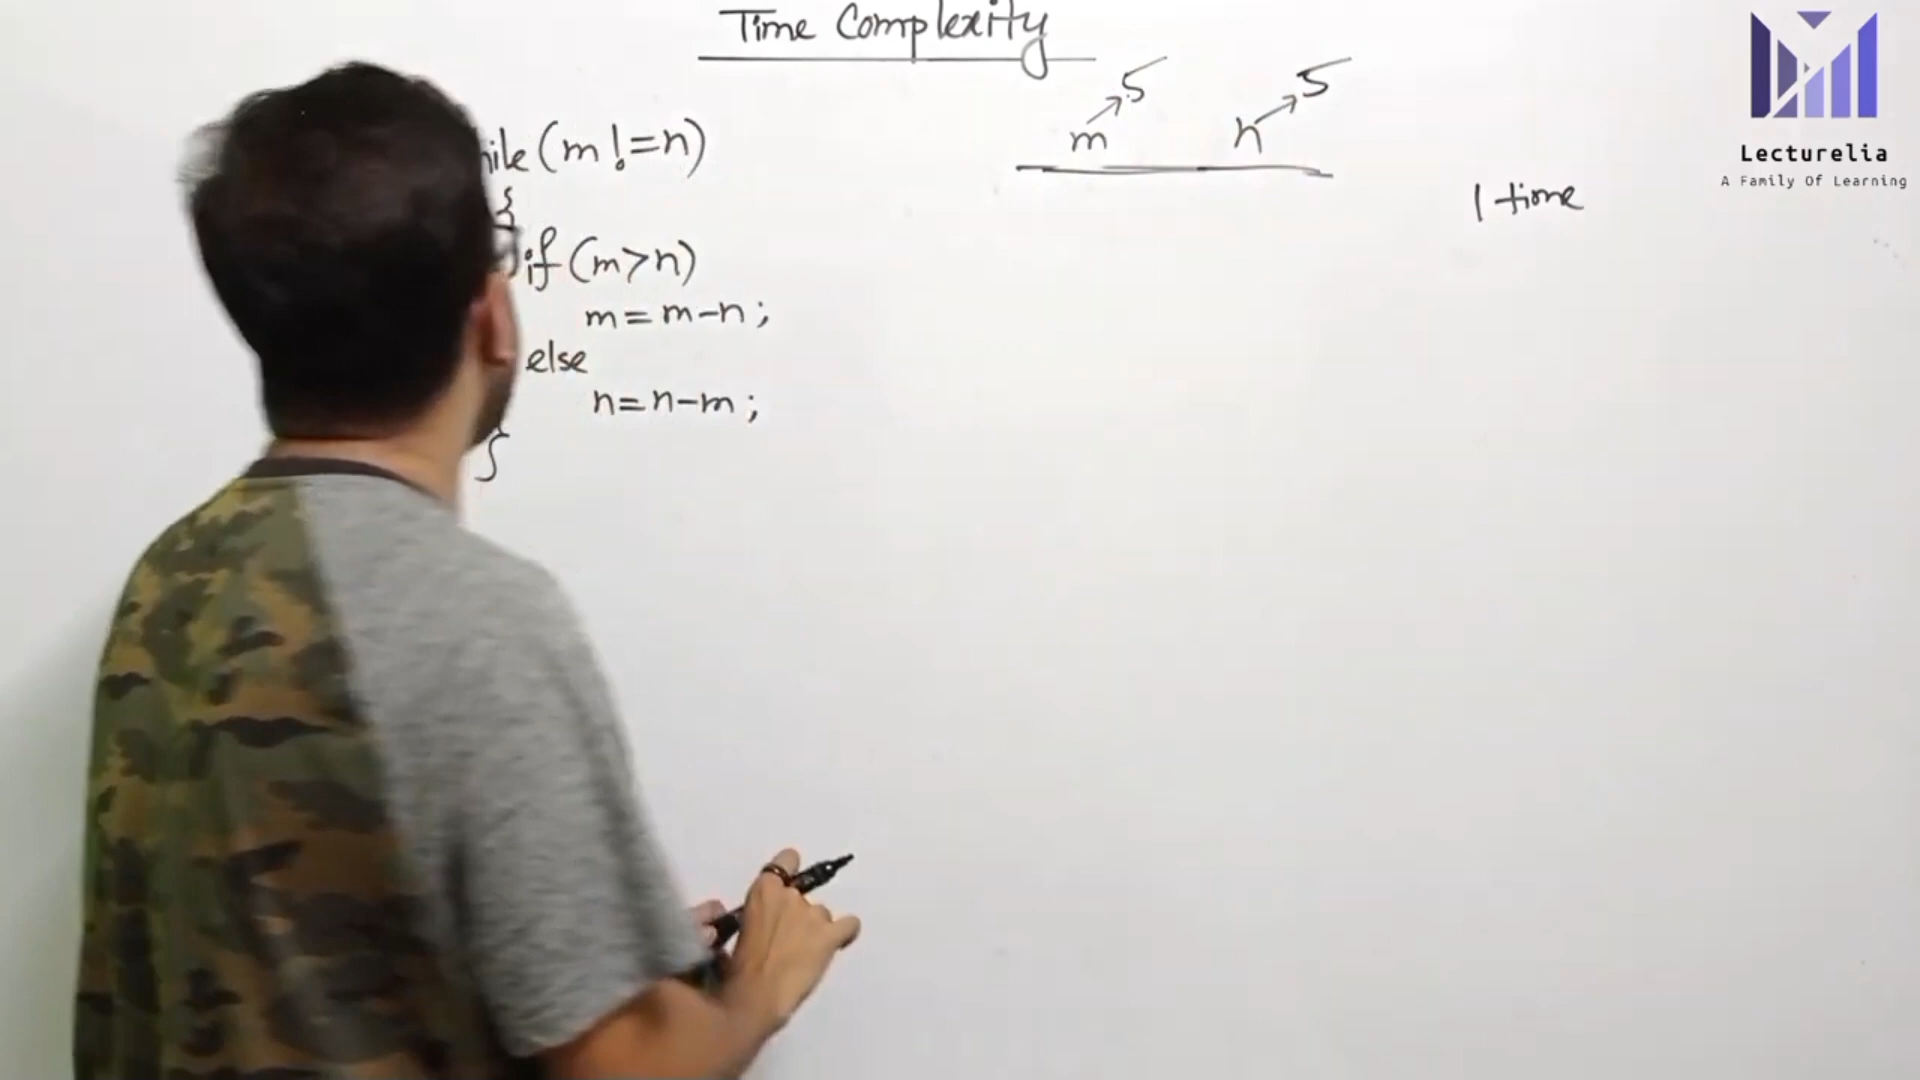 Time Complexity
5 5
m n
hile (m != n)
{
if (m>n)
m = m-n ;
else
n = n-m ;
}
1 time
Lecturelia
A Family Of Learning